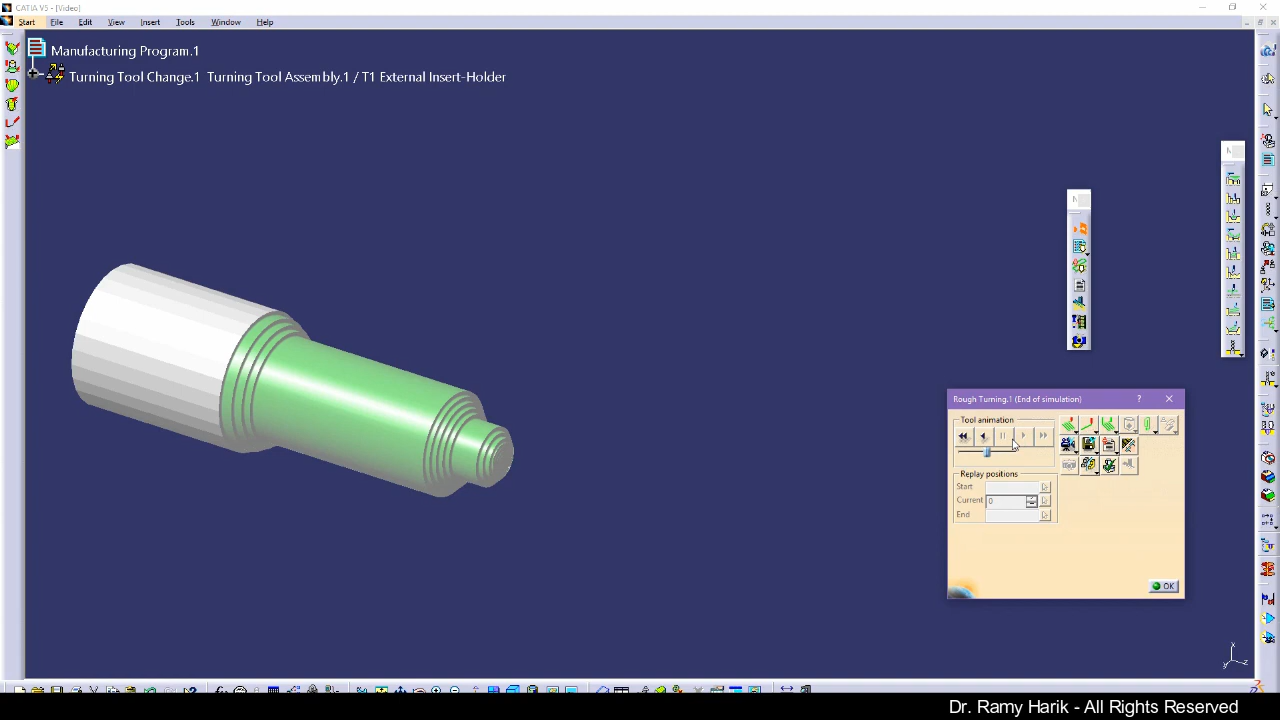 CATIA V5 - [Video]
Start File Edit View Insert Tools Window Help
Manufacturing Program.1
Turning Tool Change.1 Turning Tool Assembly.1 / T1 External Insert-Holder
Rough Turning.1 (End of simulation)
?
Tool animation
Replay positions
Start
Current 0
End
OK
Dr. Ramy Harik - All Rights Reserved